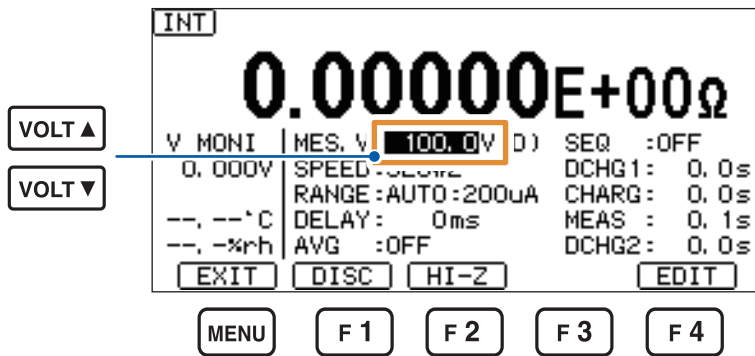 INT
0.00000E+00Ω
VOLT ▲
VOLT ▼
V MONI MES. V 100.0V D) SEQ :OFF
0.000V SPEED: DCHG1: 0.0s
RANGE:AUTO:200uA CHARG: 0.0s
--.--°C DELAY: 0ms MEAS : 0.1s
--.-%rh AVG :OFF DCHG2: 0.0s
EXIT DISC HI-Z EDIT
MENU F1 F2 F3 F4